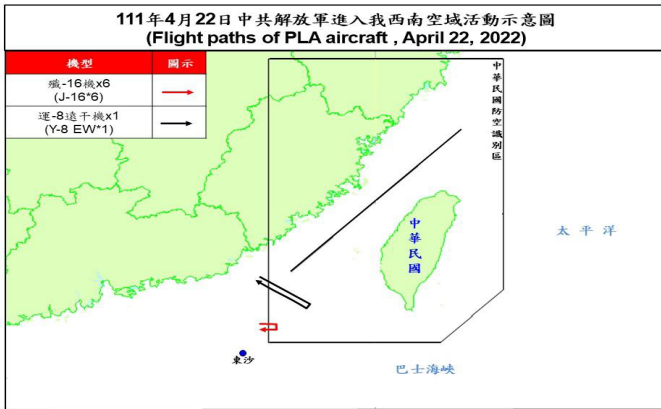 111年4月22日中共解放軍進入我西南空域活動示意圖
(Flight paths of PLA aircraft , April 22, 2022)
機型 圖示
殲-16機x6
(J-16*6)
運-8遠干機x1
(Y-8 EW*1)
中華民國防空識別區
中華民國
太平洋
東沙
巴士海峽